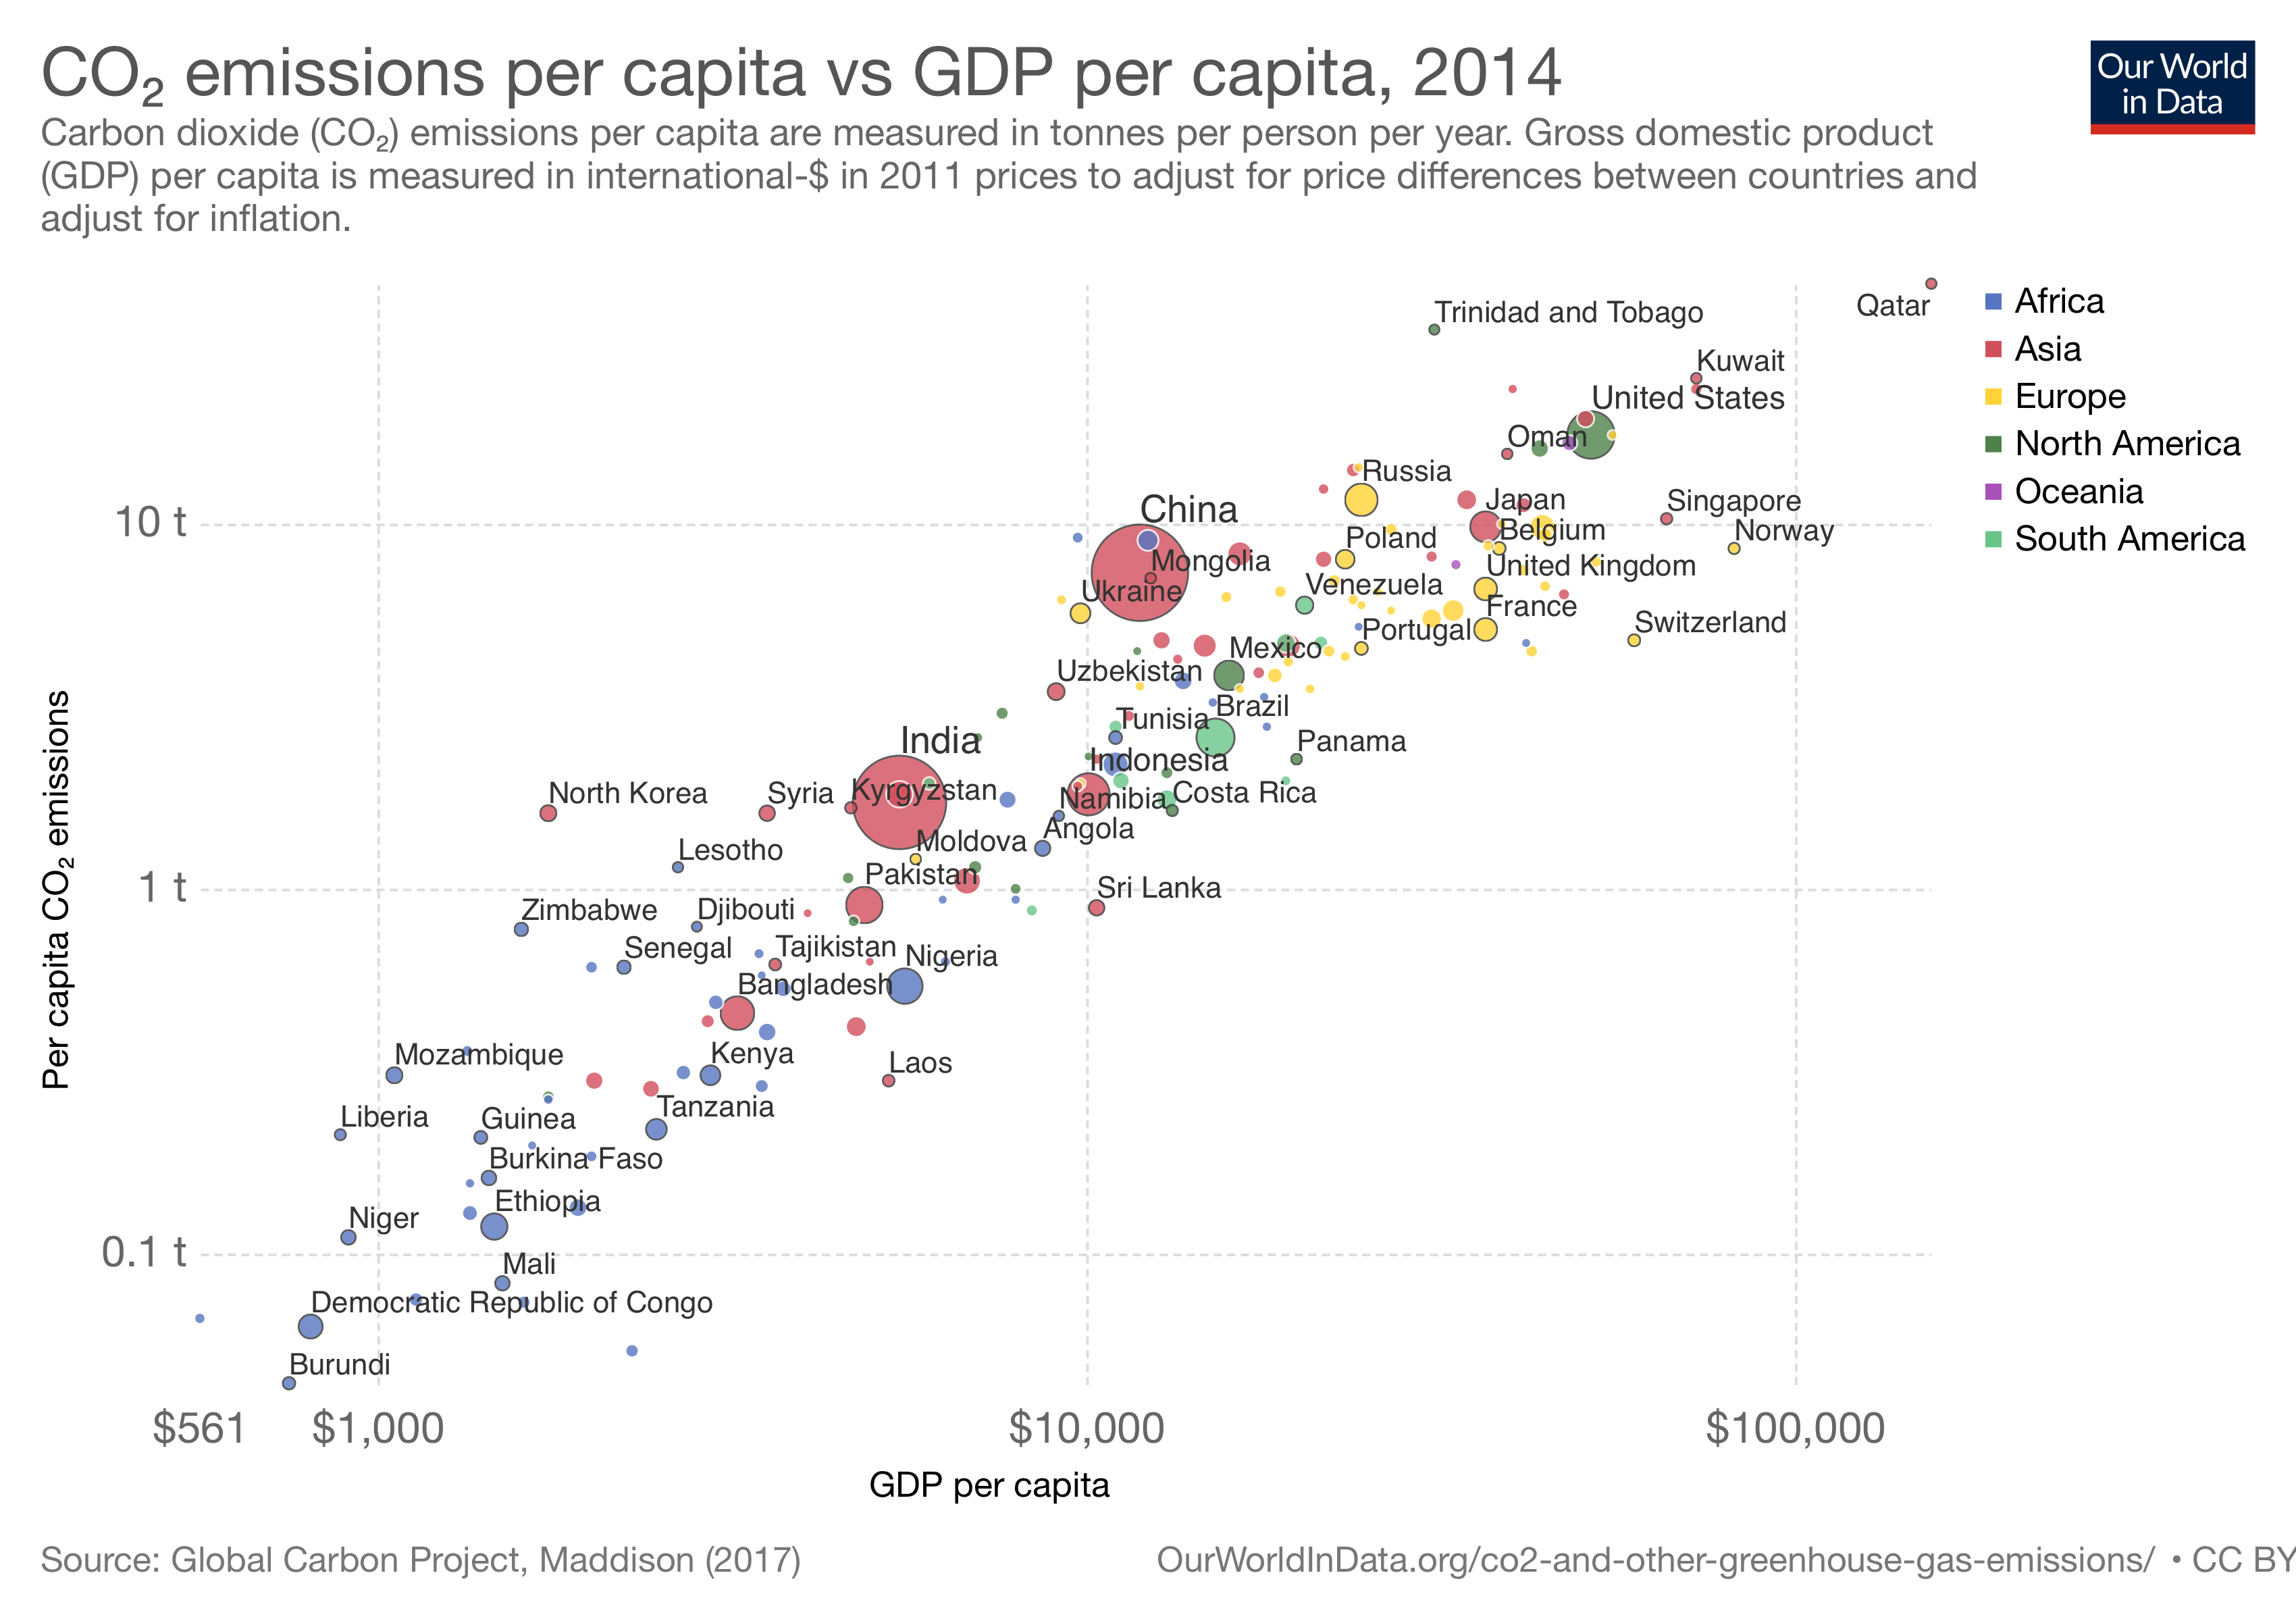 CO₂ emissions per capita vs GDP per capita, 2014
Our World
in Data
Carbon dioxide (CO₂) emissions per capita are measured in tonnes per person per year. Gross domestic product
(GDP) per capita is measured in international-$ in 2011 prices to adjust for price differences between countries and
adjust for inflation.
Qatar
Trinidad and Tobago
Kuwait
United States
Oman
Russia
China
Japan
Singapore
Belgium
Norway
Poland
Mongolia
United Kingdom
Venezuela
Ukraine
France
Switzerland
Portugal
Mexico
Uzbekistan
Brazil
Tunisia
India
Panama
Indonesia
North Korea
Syria
Kyrgyzstan
Namibia
Costa Rica
Angola
Moldova
Lesotho
Pakistan
Sri Lanka
Zimbabwe
Djibouti
Senegal
Tajikistan
Nigeria
Bangladesh
Mozambique
Kenya
Laos
Tanzania
Liberia
Guinea
Burkina Faso
Ethiopia
Niger
Mali
Democratic Republic of Congo
Burundi
Africa
Asia
Europe
North America
Oceania
South America
10 t
1 t
0.1 t
Per capita CO₂ emissions
$561
$1,000
$10,000
$100,000
GDP per capita
Source: Global Carbon Project, Maddison (2017)
OurWorldInData.org/co2-and-other-greenhouse-gas-emissions/ • CC BY